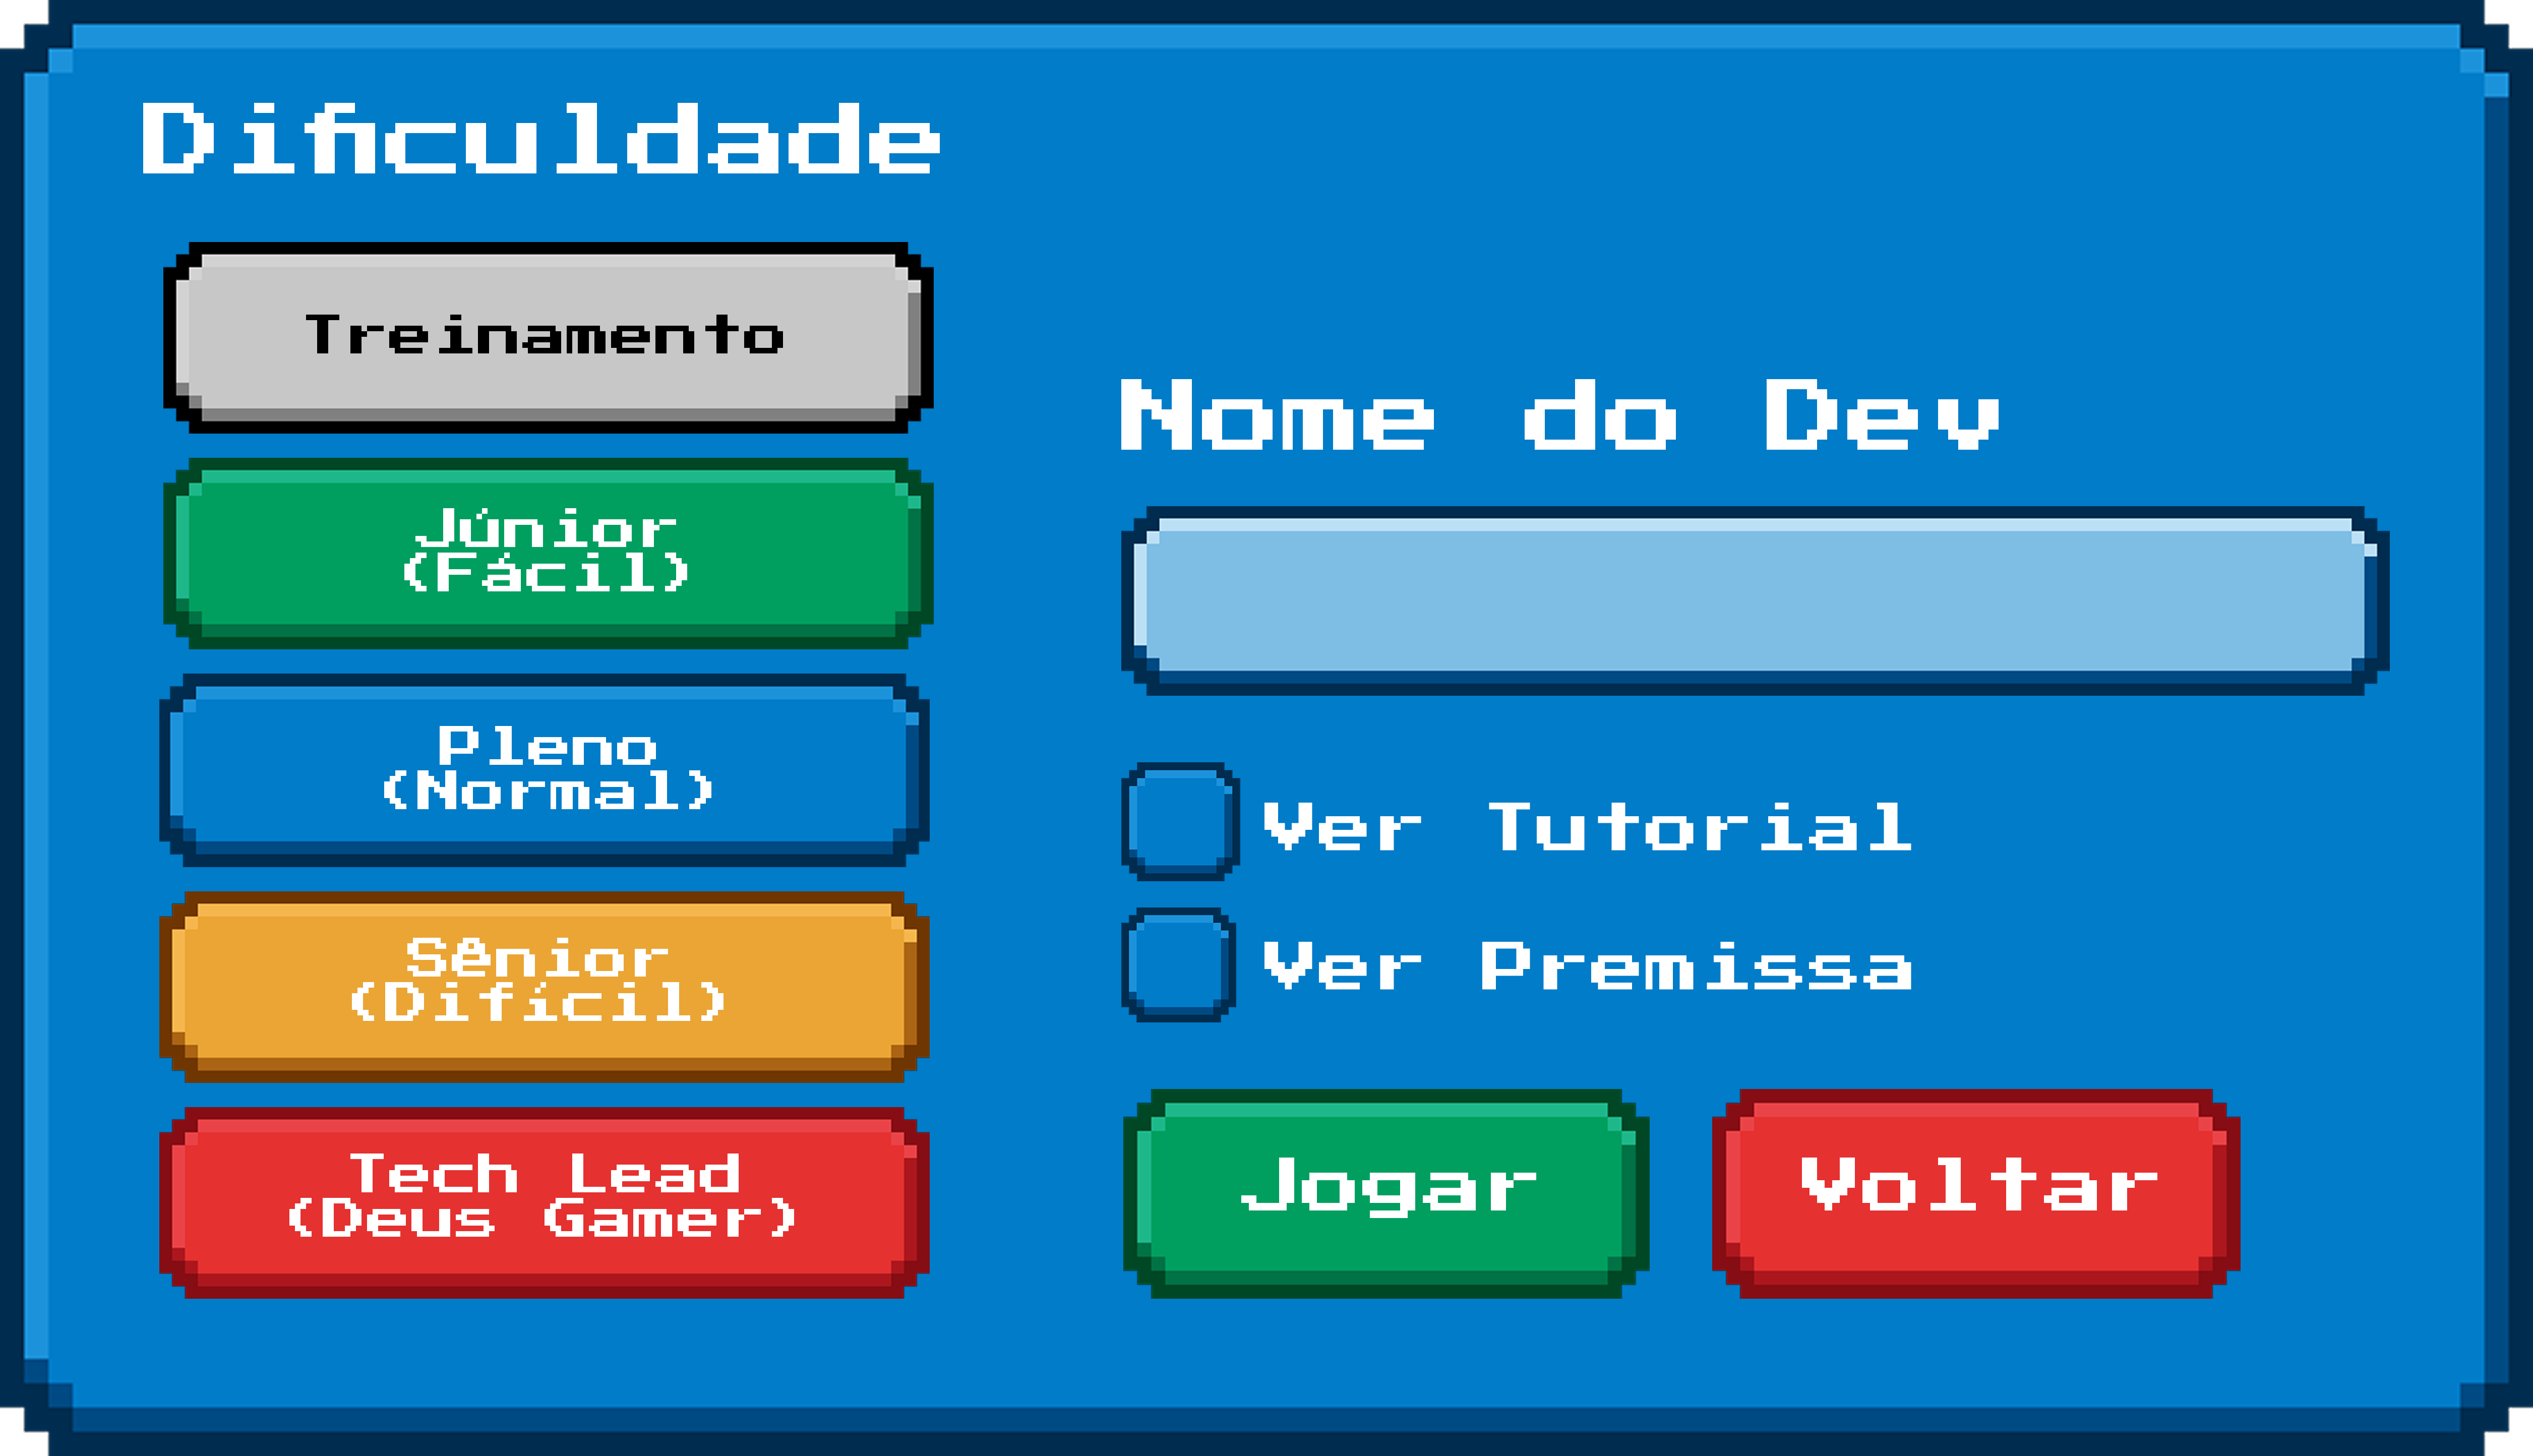 Dificuldade
Treinamento
Júnior
(Fácil)
Pleno
(Normal)
Sênior
(Difícil)
Tech Lead
(Deus Gamer)
Nome do Dev
Ver Tutorial
Ver Premissa
Jogar
Voltar